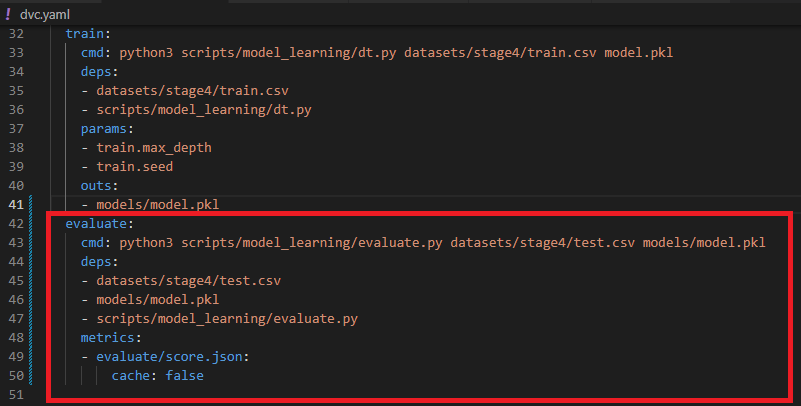 ! dvc.yaml
32 train:
33 cmd: python3 scripts/model_learning/dt.py datasets/stage4/train.csv model.pkl
34 deps:
35 - datasets/stage4/train.csv
36 - scripts/model_learning/dt.py
37 params:
38 - train.max_depth
39 - train.seed
40 outs:
41 - models/model.pkl
42 evaluate:
43 cmd: python3 scripts/model_learning/evaluate.py datasets/stage4/test.csv models/model.pkl
44 deps:
45 - datasets/stage4/test.csv
46 - models/model.pkl
47 - scripts/model_learning/evaluate.py
48 metrics:
49 - evaluate/score.json:
50 cache: false
51